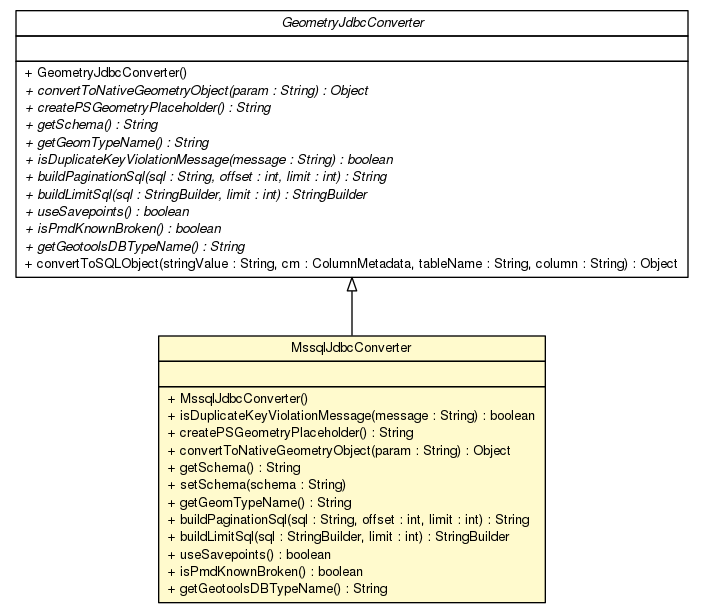 GeometryJdbcConverter
+ GeometryJdbcConverter()
+ convertToNativeGeometryObject(param : String) : Object
+ createPSGeometryPlaceholder() : String
+ getSchema() : String
+ getGeomTypeName() : String
+ isDuplicateKeyViolationMessage(message : String) : boolean
+ buildPaginationSql(sql : String, offset : int, limit : int) : String
+ buildLimitSql(sql : StringBuilder, limit : int) : StringBuilder
+ useSavepoints() : boolean
+ isPmdKnownBroken() : boolean
+ getGeotoolsDBTypeName() : String
+ convertToSQLObject(stringValue : String, cm : ColumnMetadata, tableName : String, column : String) : Object
MssqlJdbcConverter
+ MssqlJdbcConverter()
+ isDuplicateKeyViolationMessage(message : String) : boolean
+ createPSGeometryPlaceholder() : String
+ convertToNativeGeometryObject(param : String) : Object
+ getSchema() : String
+ setSchema(schema : String)
+ getGeomTypeName() : String
+ buildPaginationSql(sql : String, offset : int, limit : int) : String
+ buildLimitSql(sql : StringBuilder, limit : int) : StringBuilder
+ useSavepoints() : boolean
+ isPmdKnownBroken() : boolean
+ getGeotoolsDBTypeName() : String